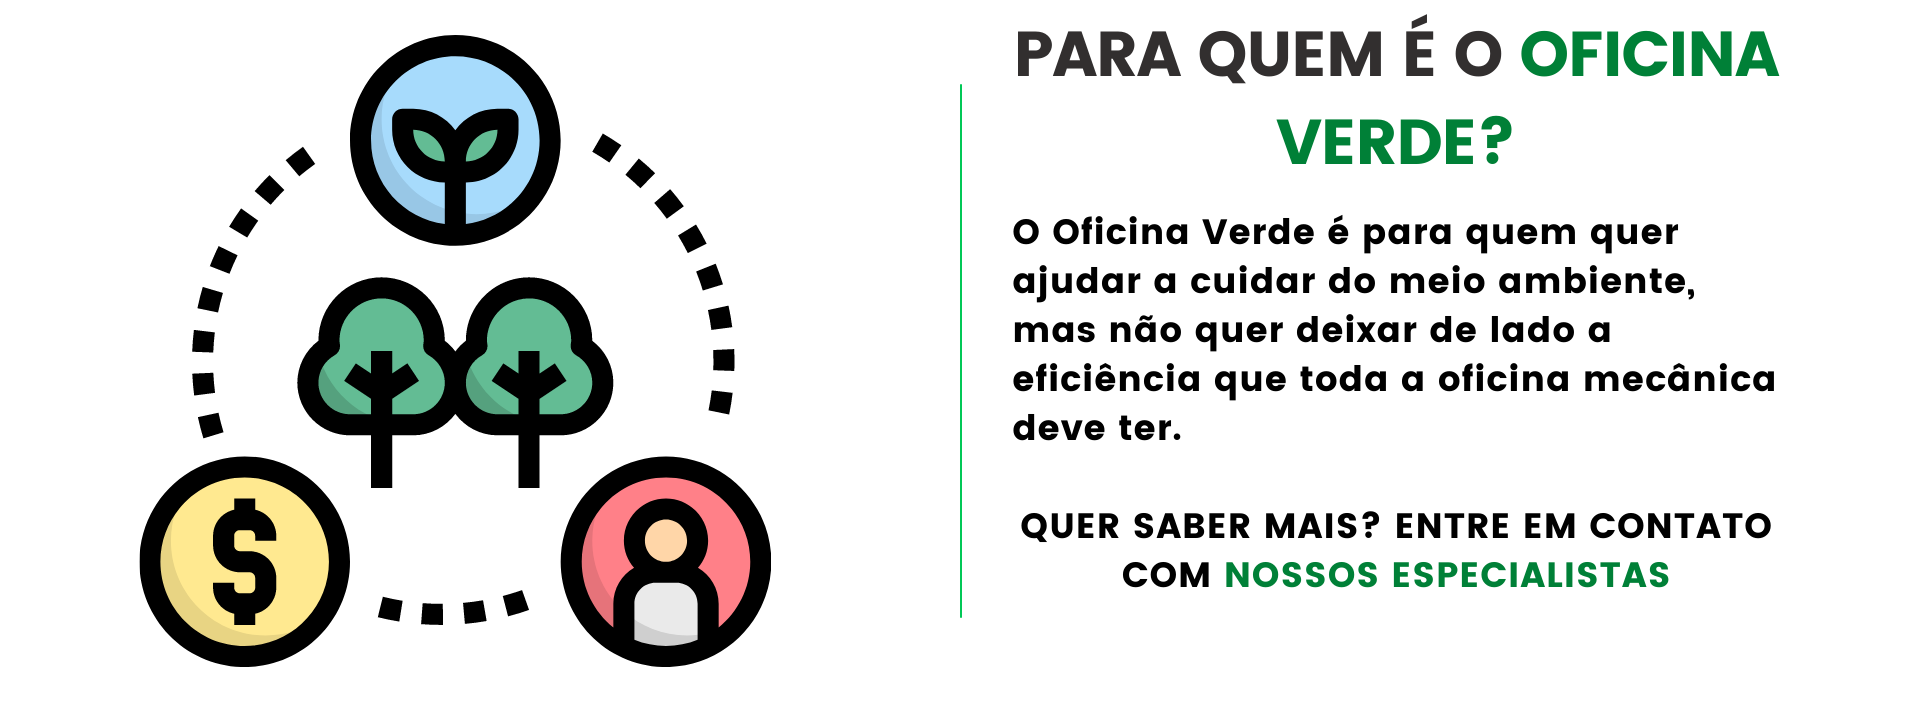 PARA QUEM É O OFICINA
VERDE?
O Oficina Verde é para quem quer
ajudar a cuidar do meio ambiente,
mas não quer deixar de lado a
eficiência que toda a oficina mecânica
deve ter.
QUER SABER MAIS? ENTRE EM CONTATO
COM NOSSOS ESPECIALISTAS
$